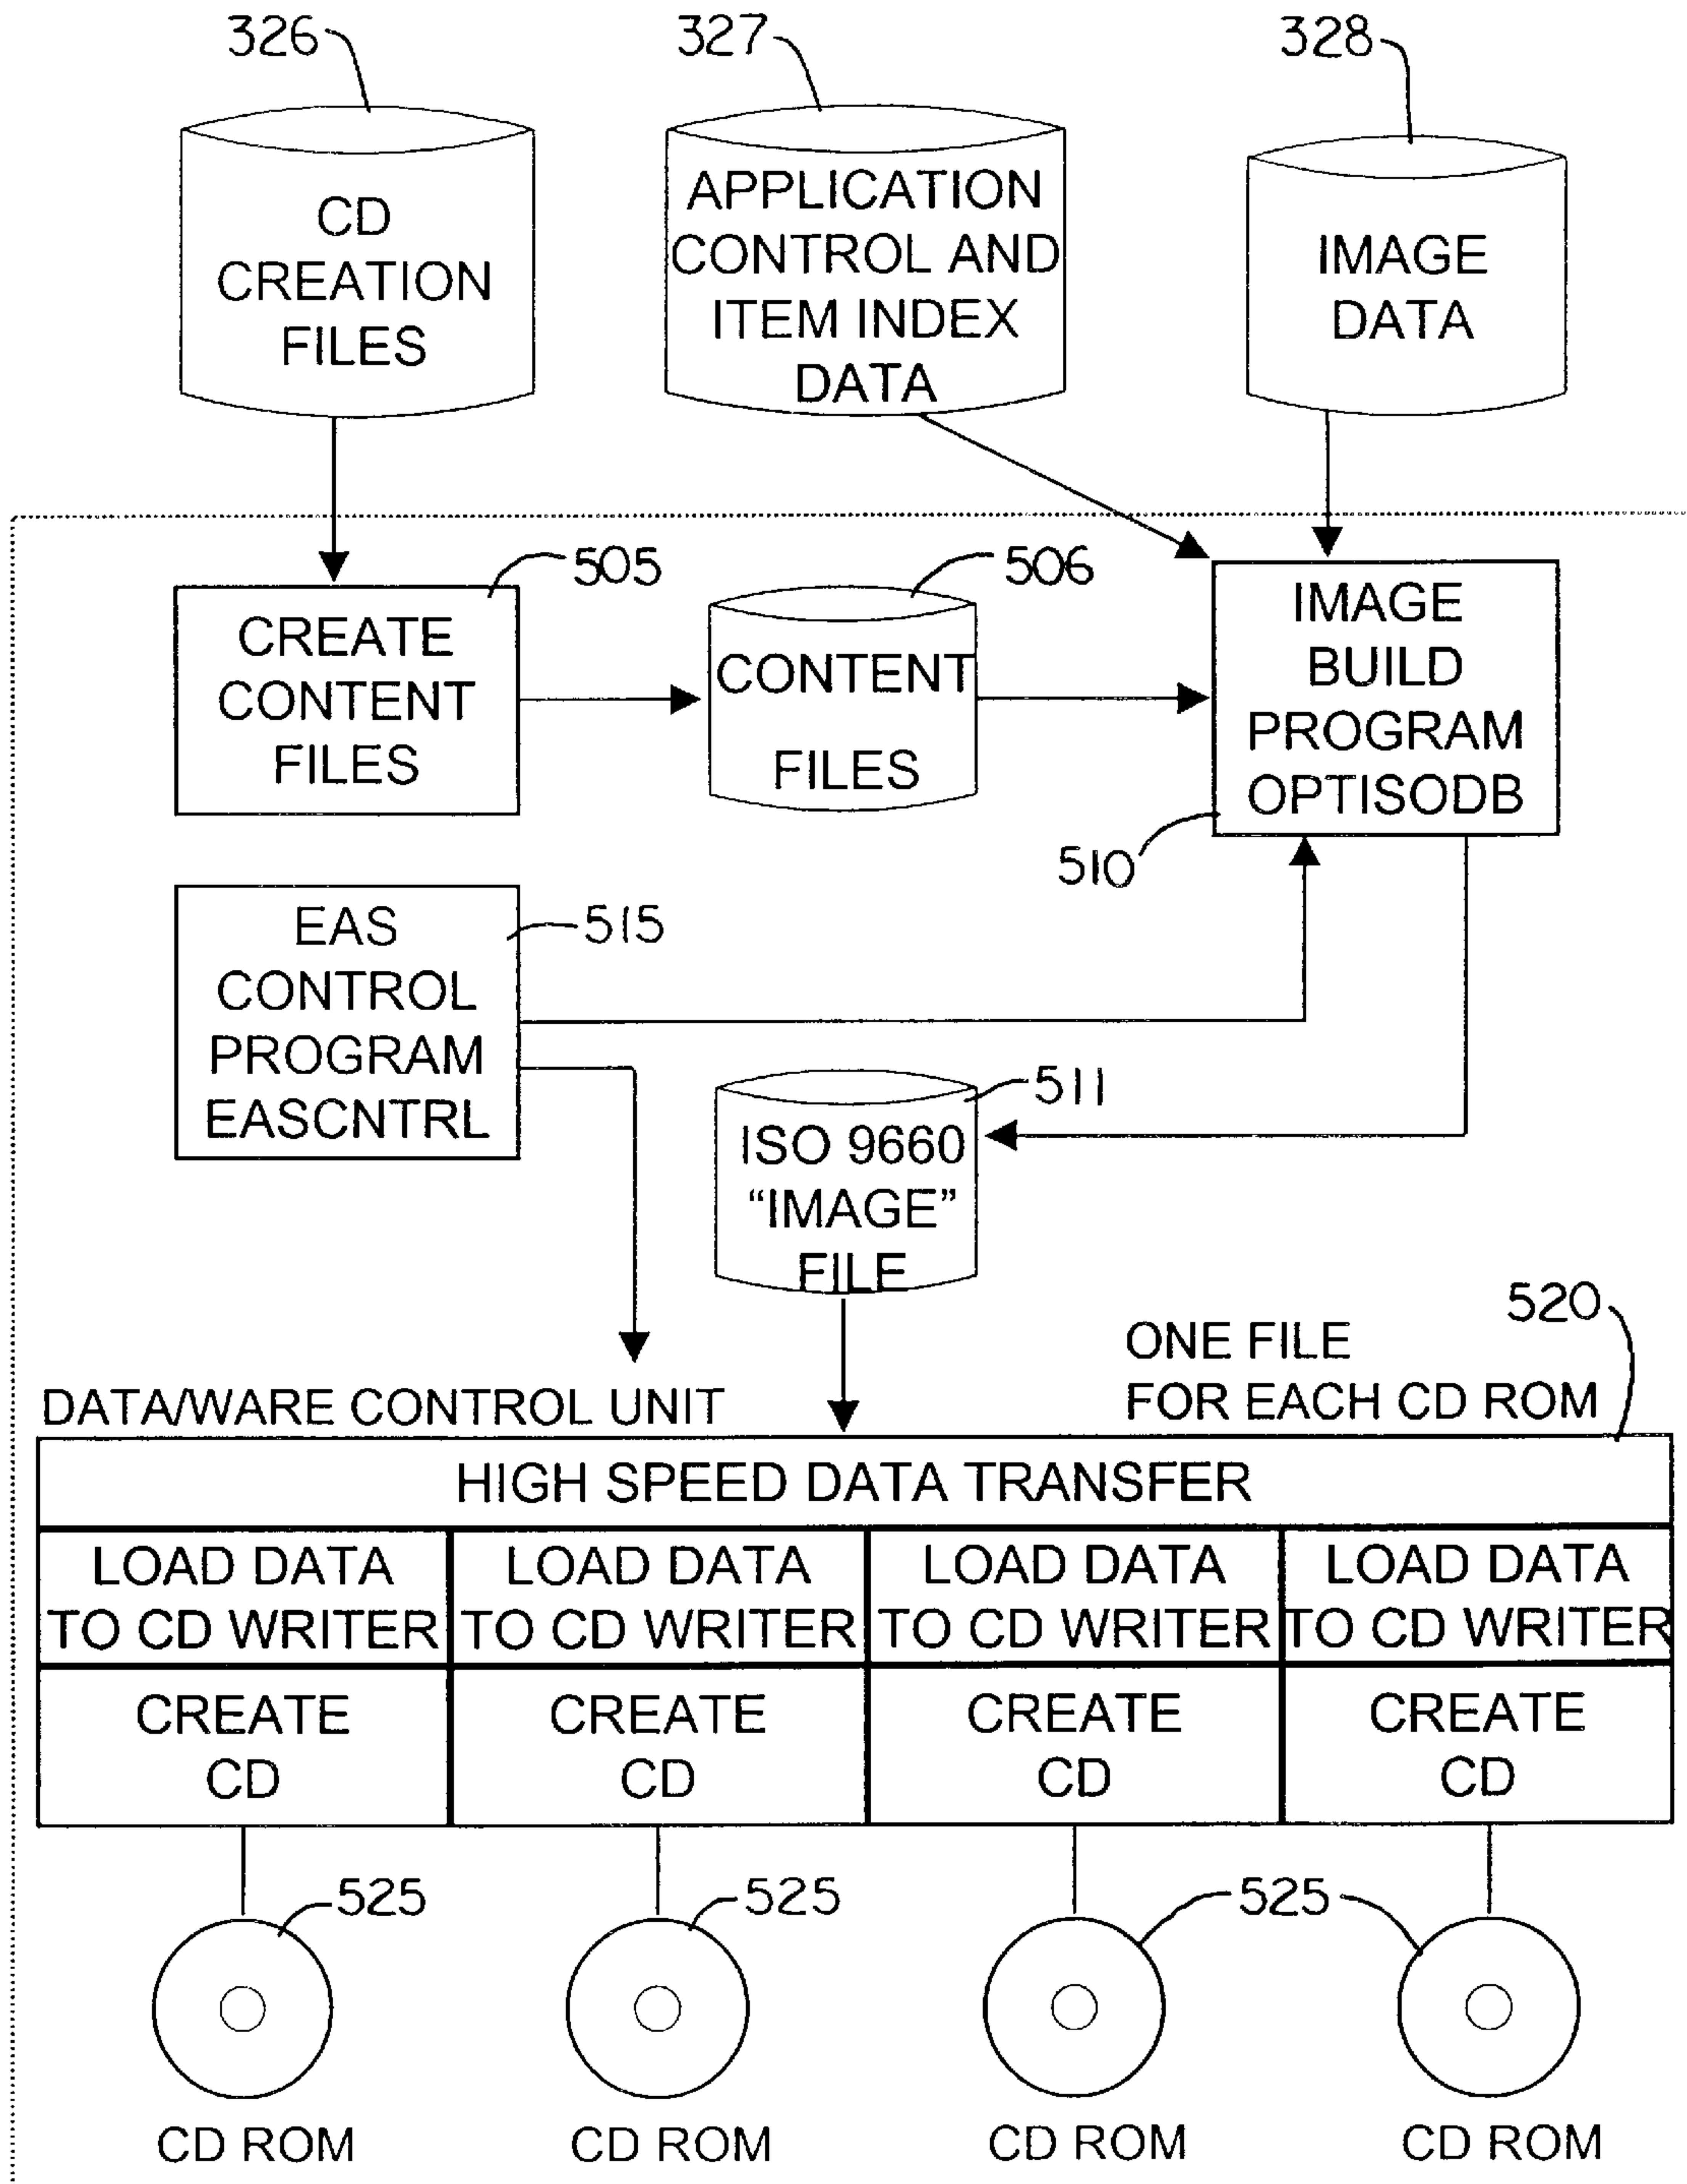 326
327
328
CD
CREATION
FILES
APPLICATION
CONTROL AND
ITEM INDEX
DATA
IMAGE
DATA
505
506
CREATE
CONTENT
FILES
CONTENT
FILES
IMAGE
BUILD
PROGRAM
OPTISODB
510
515
EAS
CONTROL
PROGRAM
EASCNTRL
511
ISO 9660
“IMAGE”
FILE
520
ONE FILE
FOR EACH CD ROM
DATA/WARE CONTROL UNIT
HIGH SPEED DATA TRANSFER
LOAD DATA
TO CD WRITER
LOAD DATA
TO CD WRITER
LOAD DATA
TO CD WRITER
LOAD DATA
TO CD WRITER
CREATE
CD
CREATE
CD
CREATE
CD
CREATE
CD
525
525
525
CD ROM
CD ROM
CD ROM
CD ROM